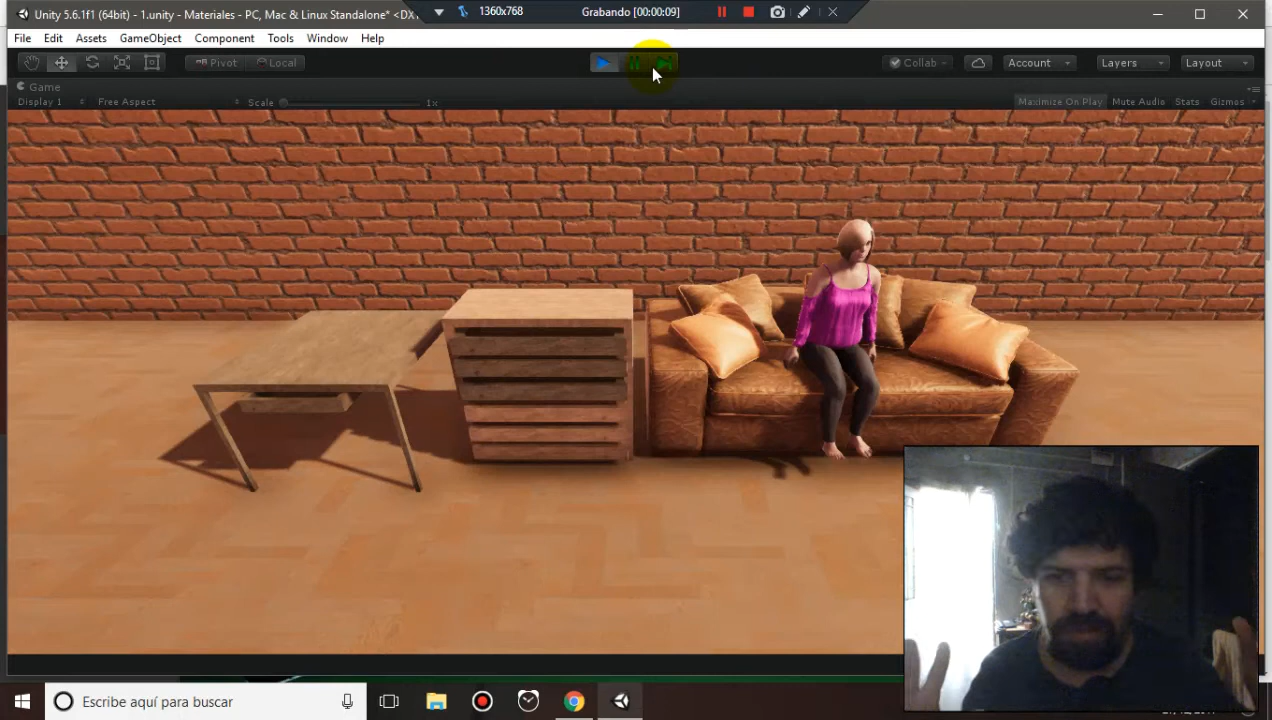 Unity 5.6.1f1 (64bit) - 1.unity - Materiales - PC, Mac & Linux Standalone* <DX
1360x768
Grabando [00:00:09]
File Edit Assets GameObject Component Tools Window Help
Pivot Local
Collab
Account
Layers
Layout
Game
Display 1
Free Aspect
Scale
1x
Maximize On Play
Mute Audio
Stats
Gizmos
Escribe aquí para buscar